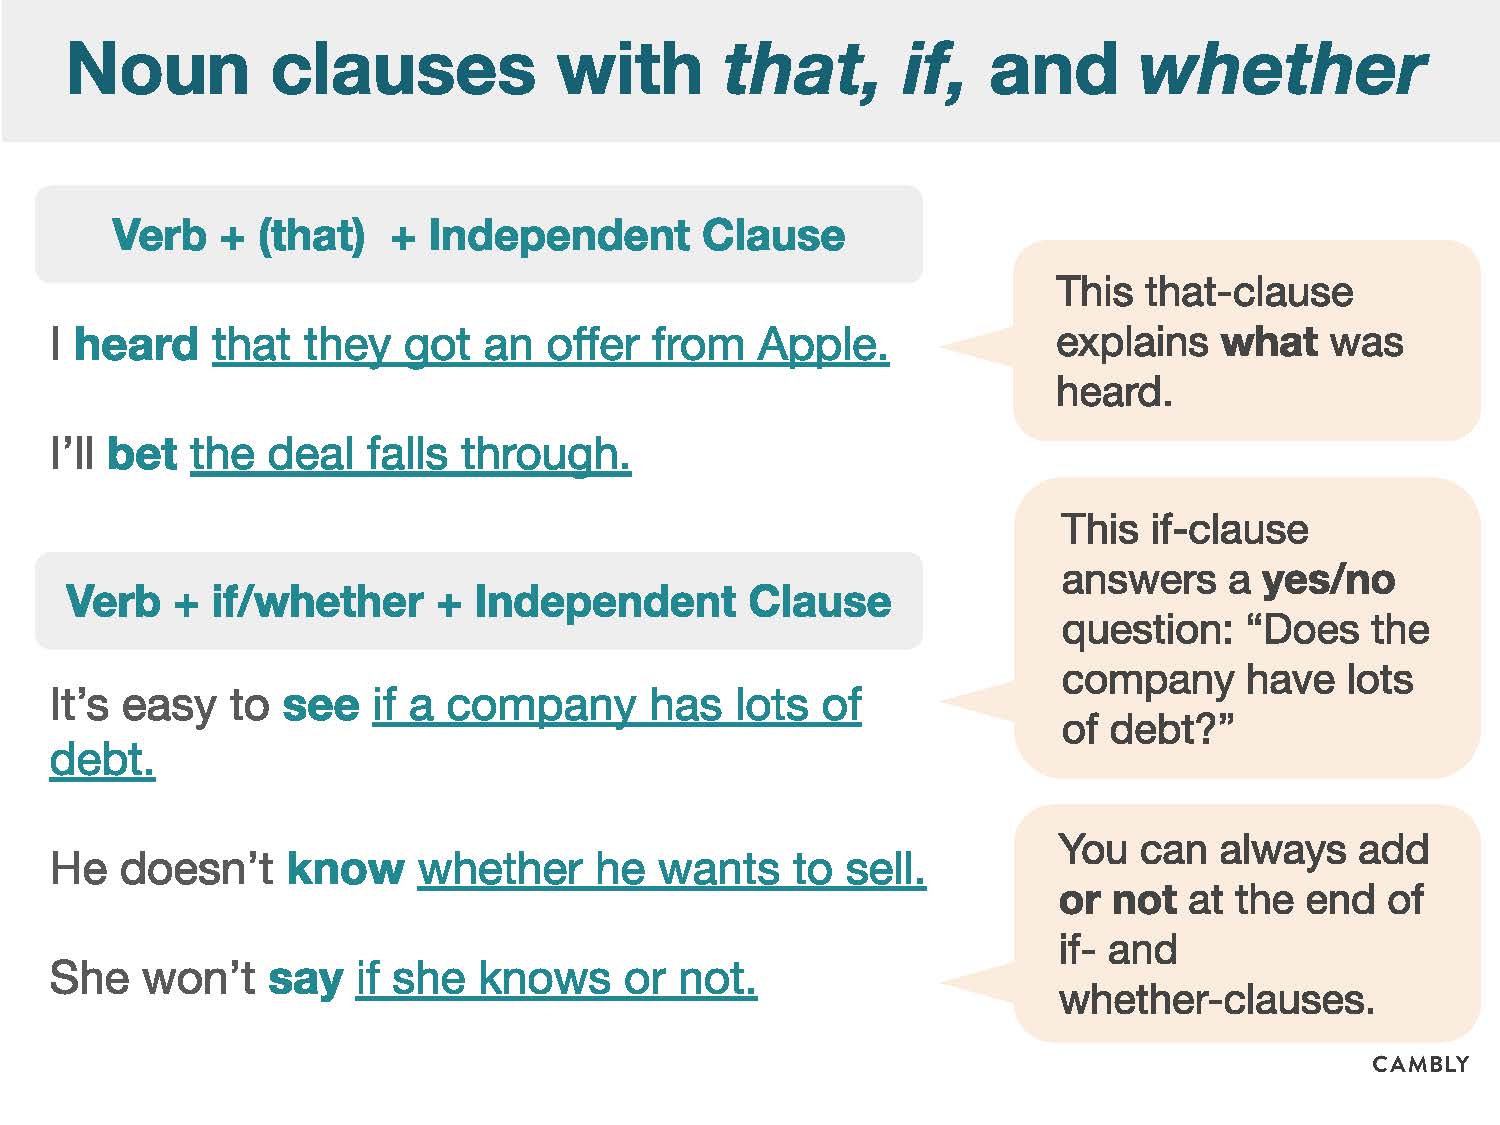 Noun clauses with that, if, and whether
Verb + (that) + Independent Clause
I heard that they got an offer from Apple.
This that-clause
explains what was
heard.
I’ll bet the deal falls through.
Verb + if/whether + Independent Clause
It’s easy to see if a company has lots of
debt.
This if-clause
answers a yes/no
question: “Does the
company have lots
of debt?”
He doesn’t know whether he wants to sell.
She won’t say if she knows or not.
You can always add
or not at the end of
if- and
whether-clauses.
CAMBLY